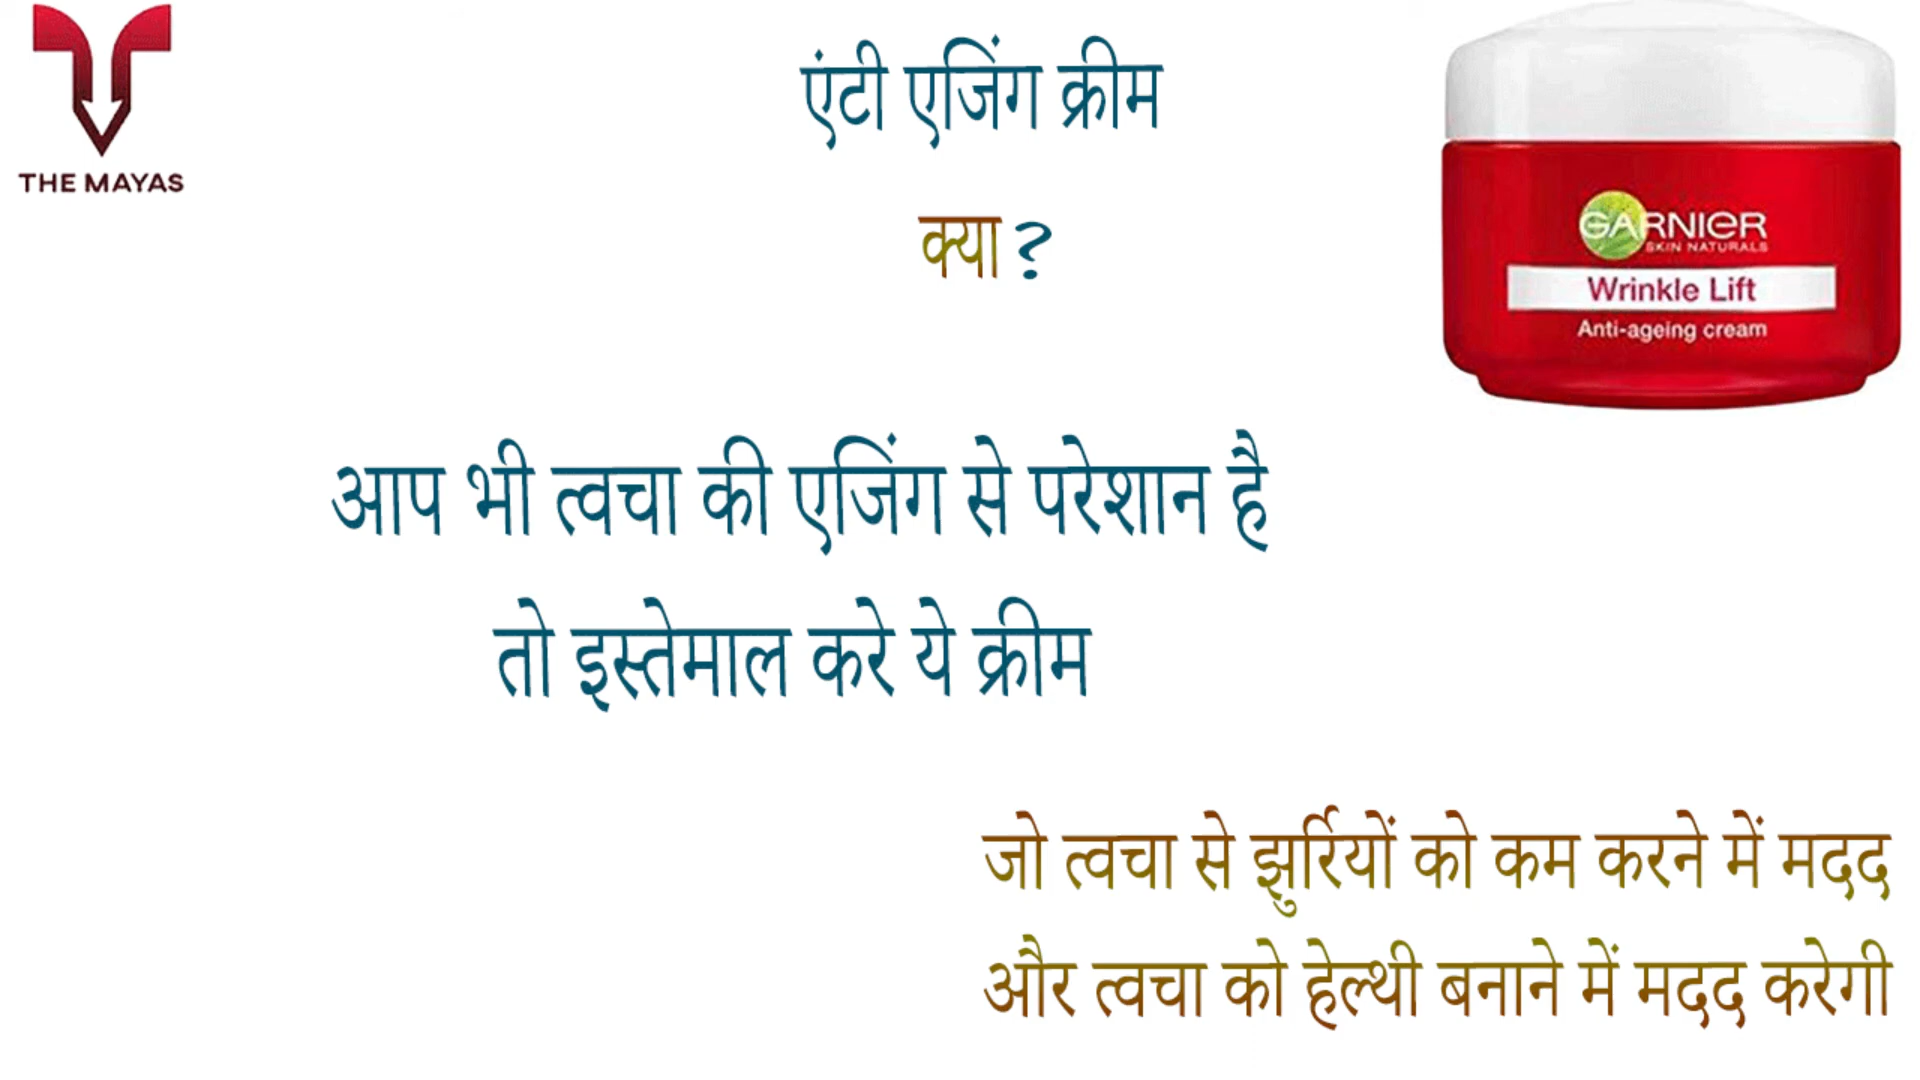 THE MAYAS
एंटी एजिंग क्रीम
क्या ?
GARNIER
SKIN NATURALS
Wrinkle Lift
Anti-ageing cream
आप भी त्वचा की एजिंग से परेशान है
तो इस्तेमाल करे ये क्रीम
जो त्वचा से झुर्रियों को कम करने में मदद
और त्वचा को हेल्थी बनाने में मदद करेगी